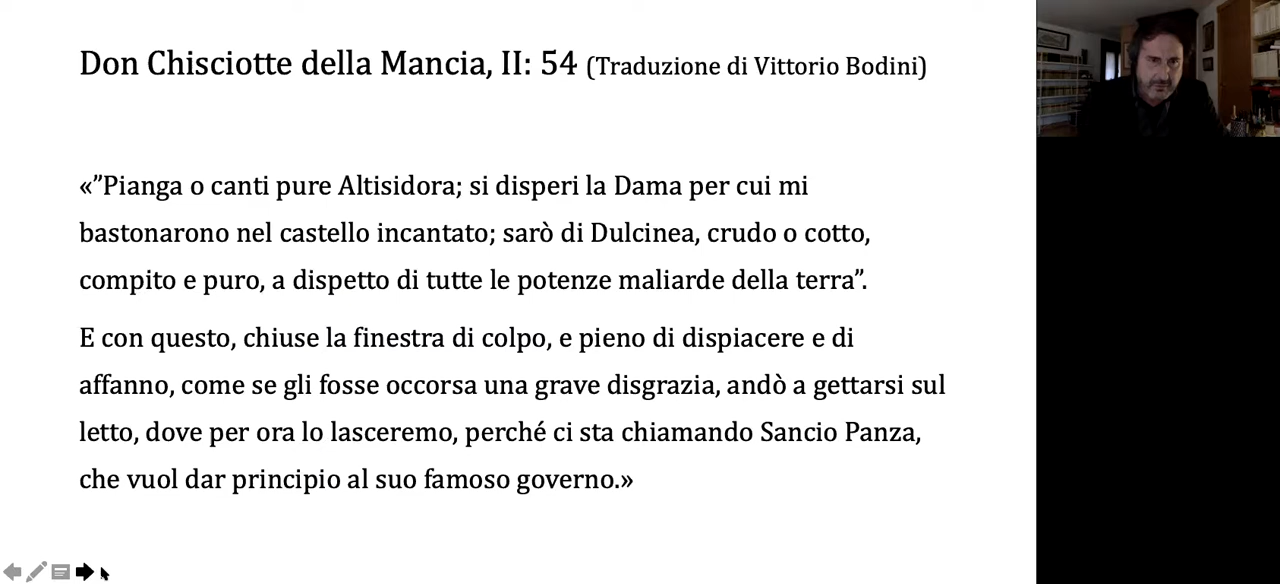 Don Chisciotte della Mancia, II: 54 (Traduzione di Vittorio Bodini)
«”Pianga o canti pure Altisidora; si disperi la Dama per cui mi
bastonarono nel castello incantato; sarò di Dulcinea, crudo o cotto,
compito e puro, a dispetto di tutte le potenze maliarde della terra”.
E con questo, chiuse la finestra di colpo, e pieno di dispiacere e di
affanno, come se gli fosse occorsa una grave disgrazia, andò a gettarsi sul
letto, dove per ora lo lasceremo, perché ci sta chiamando Sancio Panza,
che vuol dar principio al suo famoso governo.»